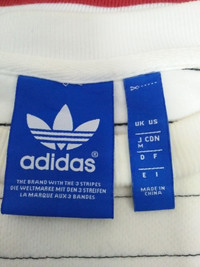 adidas®
THE BRAND WITH THE 3 STRIPES
DIE WELTMARKE MIT DEN 3 STREIFEN
LA MARQUE AUX 3 BANDES
UK US
J CDN
M
D F
E I
MADE IN
CHINA